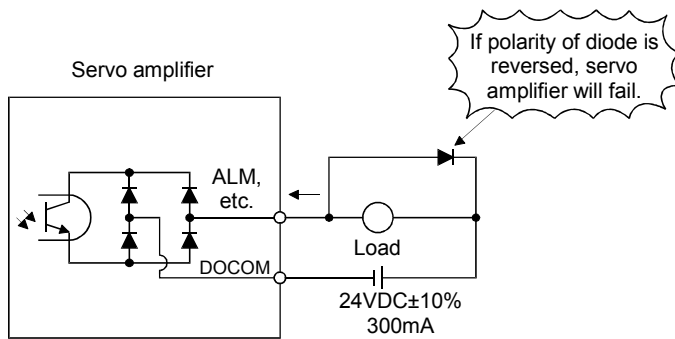 If polarity of diode is
reversed, servo
amplifier will fail.
Servo amplifier
ALM,
etc.
Load
DOCOM
24VDC±10%
300mA